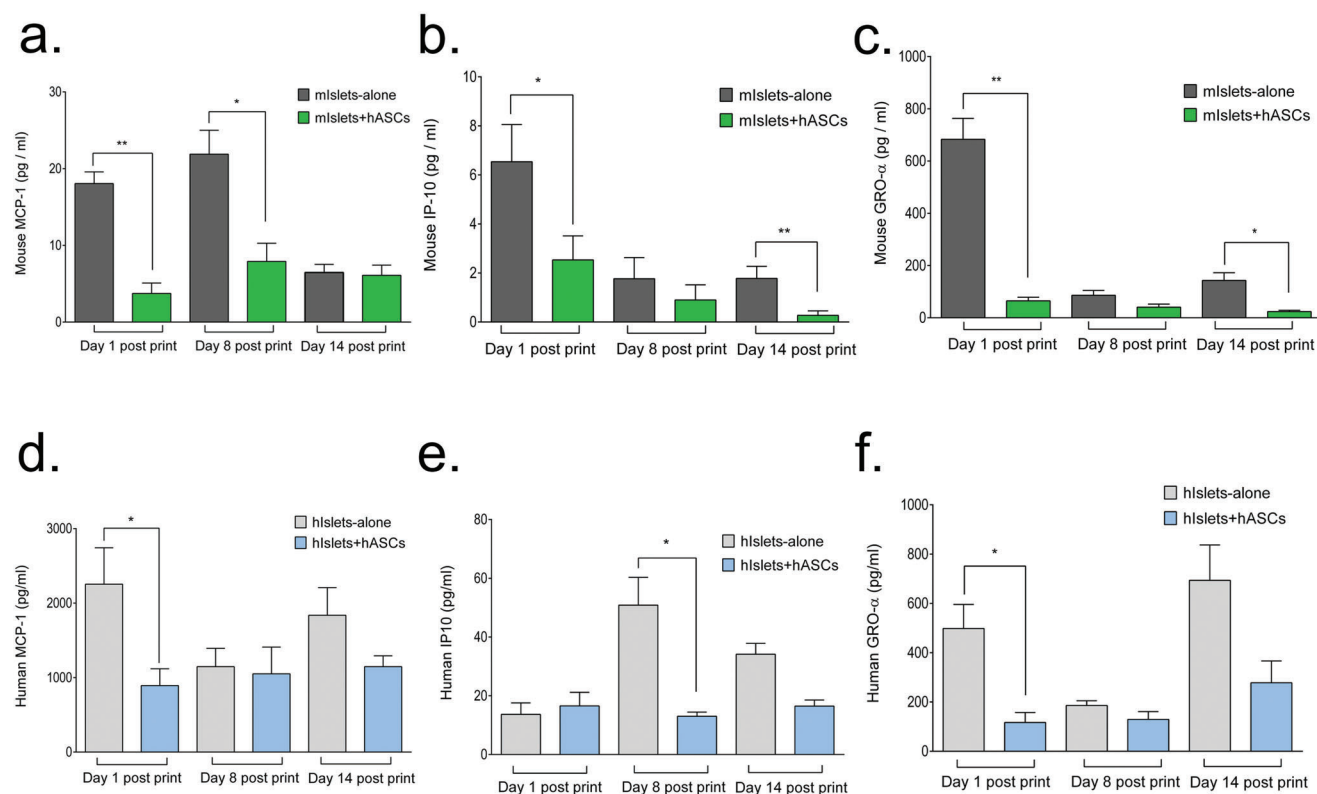 a.
30
20
10
0
Mouse MCP-1 (pg / ml)
mIslets-alone
mIslets+hASCs
**
*
Day 1 post print
Day 8 post print
Day 14 post print
b.
10
8
6
4
2
0
Mouse IP-10 (pg / ml)
mIslets-alone
mIslets+hASCs
*
**
Day 1 post print
Day 8 post print
Day 14 post print
c.
1000
800
600
400
200
0
Mouse GRO-α (pg / ml)
mIslets-alone
mIslets+hASCs
**
*
Day 1 post print
Day 8 post print
Day 14 post print
d.
3000
2000
1000
0
Human MCP-1 (pg/ml)
hIslets-alone
hIslets+hASCs
*
Day 1 post print
Day 8 post print
Day 14 post print
e.
80
60
40
20
0
Human IP10 (pg/ml)
hIslets-alone
hIslets+hASCs
*
Day 1 post print
Day 8 post print
Day 14 post print
f.
1000
800
600
400
200
0
Human GRO-α (pg/ml)
hIslets-alone
hIslets+hASCs
*
Day 1 post print
Day 8 post print
Day 14 post print